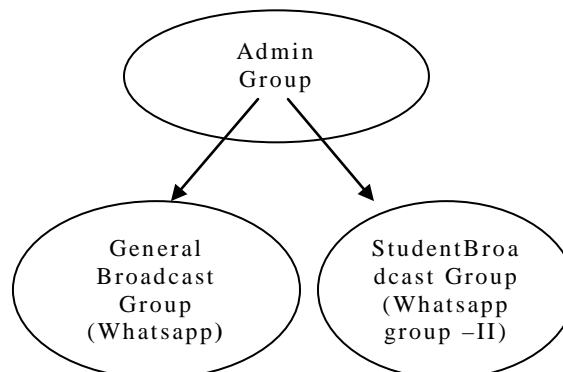 Admin
Group
General
Broadcast
Group
(Whatsapp)
StudentBroa
dcast Group
(Whatsapp
group –II)